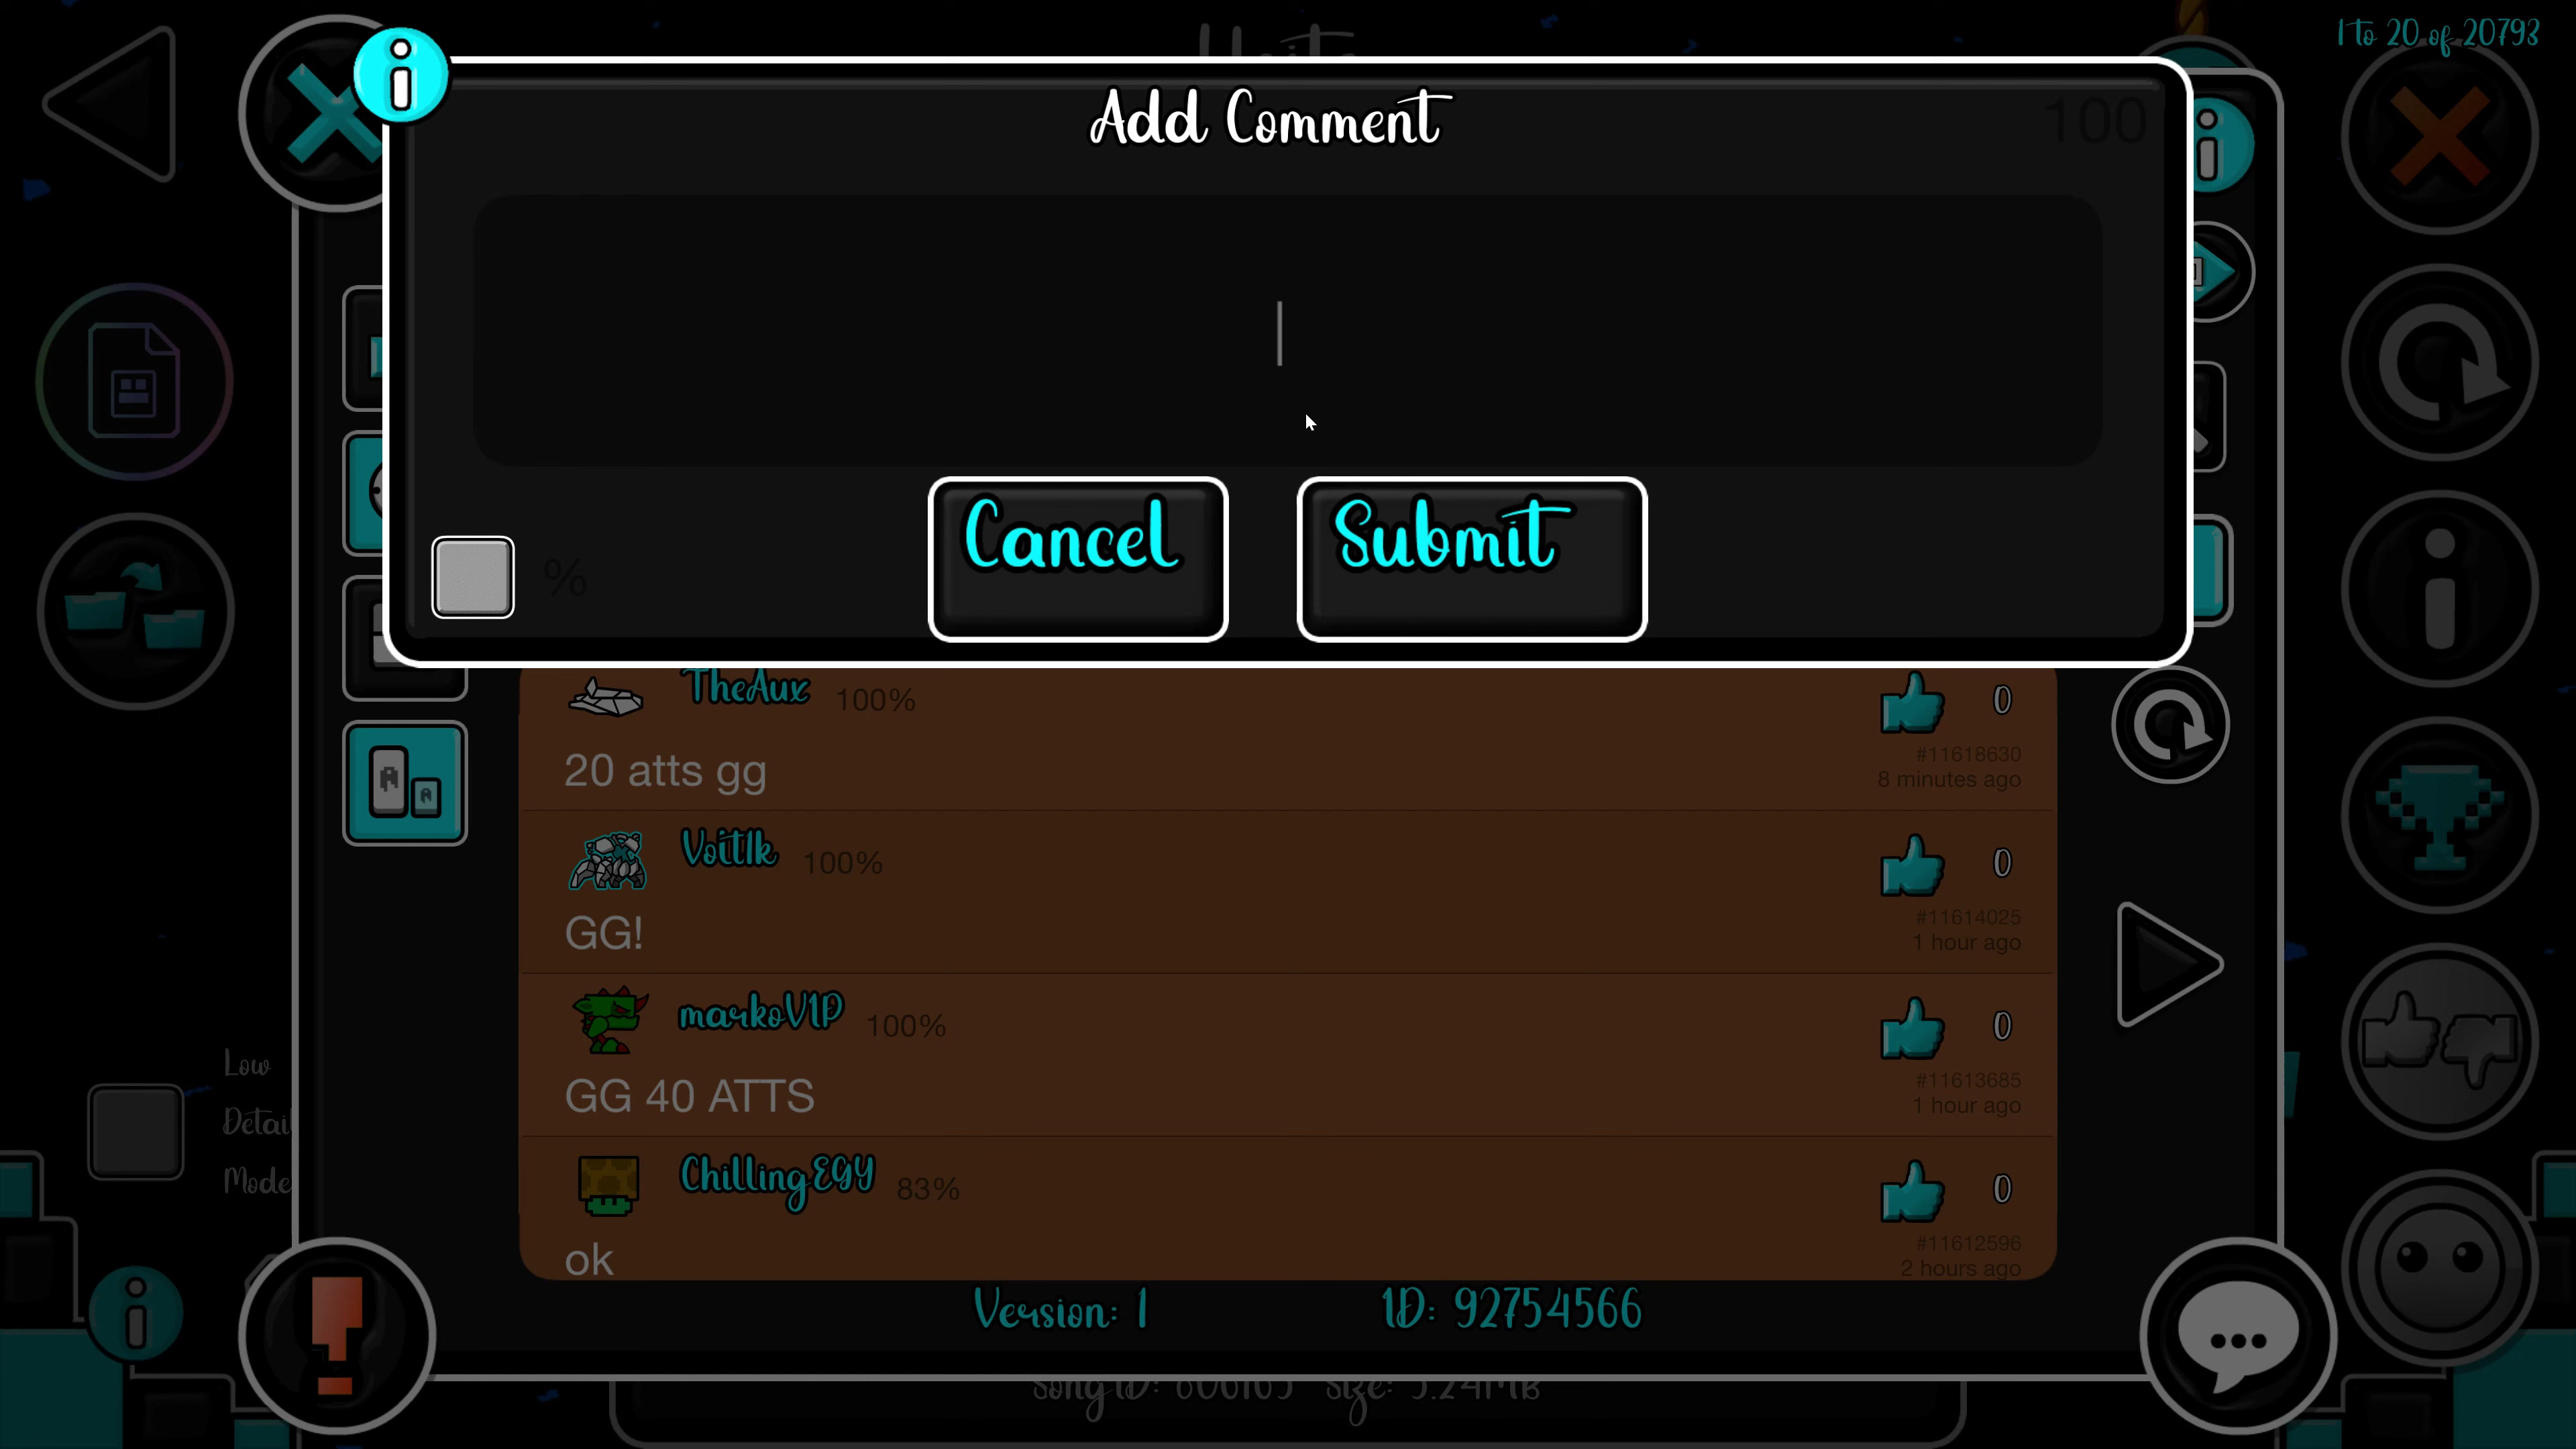 1 to 20 of 20793
Add Comment
100
Cancel
Submit
%
TheAux 100%
0
20 atts gg
#11618630
8 minutes ago
Voit1k 100%
0
GG!
#11614025
1 hour ago
markoV1P 100%
0
GG 40 ATTS
#11613685
1 hour ago
ChillingEGY 83%
0
ok
#11612596
2 hours ago
Low
Detail
Mode
Version: 1
ID: 92754566